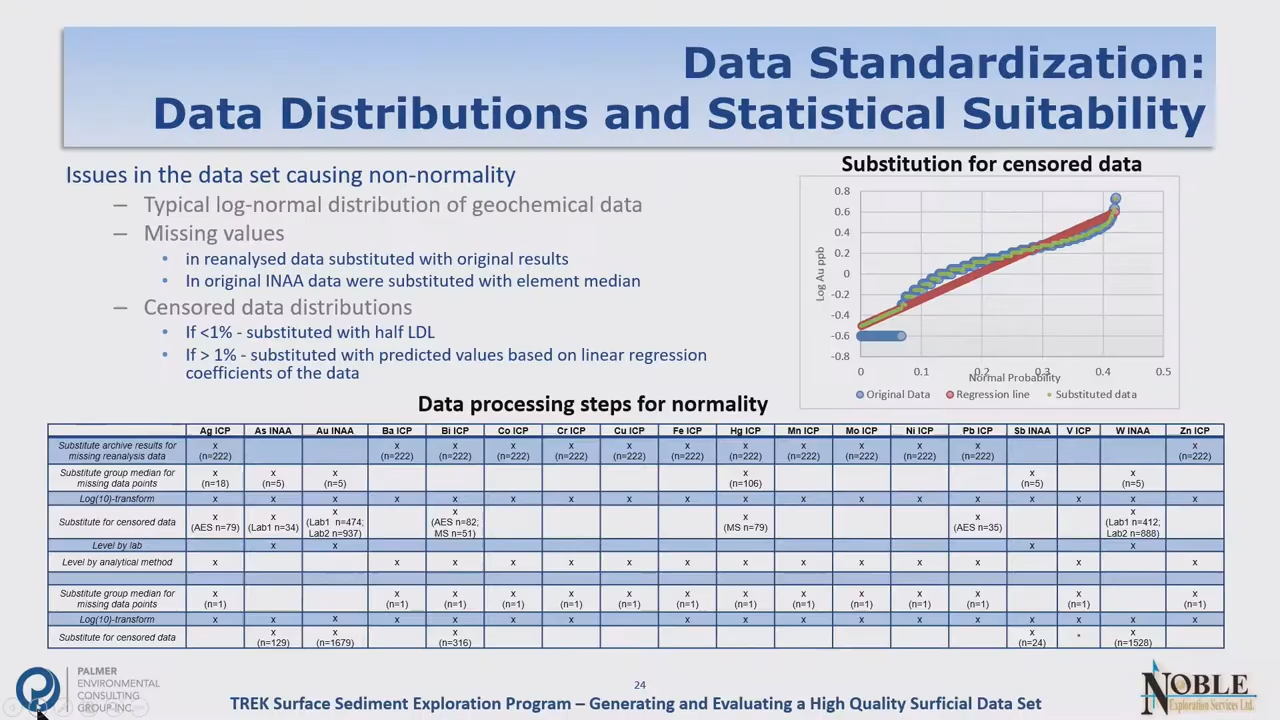 Data Standardization:
Data Distributions and Statistical Suitability
Issues in the data set causing non-normality
– Typical log-normal distribution of geochemical data
– Missing values
• in reanalysed data substituted with original results
• In original INAA data were substituted with element median
– Censored data distributions
• If <1% - substituted with half LDL
• If > 1% - substituted with predicted values based on linear regression
coefficients of the data
Substitution for censored data
0.8
0.6
0.4
0.2
0
-0.2
-0.4
-0.6
-0.8
Log Au ppb
0 0.1 0.2 0.3 0.4 0.5
Normal Probability
Original Data Regression line Substituted data
Data processing steps for normality
Ag ICP As INAA Au INAA Ba ICP Bi ICP Co ICP Cr ICP Cu ICP Fe ICP Hg ICP Mn ICP Mo ICP Ni ICP Pb ICP Sb INAA V ICP W INAA Zn ICP
Substitute archive results for x x x x x x x x x x x x x
missing reanalysis data (n=222) (n=222) (n=222) (n=222) (n=222) (n=222) (n=222) (n=222) (n=222) (n=222) (n=222) (n=222) (n=222)
Substitute group median for x x x x x x
missing data points (n=18) (n=5) (n=5) (n=106) (n=5) (n=5)
Log(10)-transform x x x x x x x x x x x x x x x x x x
Substitute for censored data x (AES n=79) x (Lab1 n=34) x (Lab1 n=474; Lab2 n=937) x (AES n=82; MS n=51) x (MS n=79) x (AES n=35) x (Lab1 n=412; Lab2 n=888)
Level by lab x x x x
Level by analytical method x x x x x x x x x x x x x x
Substitute group median for x x x x x x x x x x x x x x
missing data points (n=1) (n=1) (n=1) (n=1) (n=1) (n=1) (n=1) (n=1) (n=1) (n=1) (n=1) (n=1) (n=1) (n=1)
Log(10)-transform x x x x x x x x x x x x x x x x x
Substitute for censored data x (n=129) x (n=1679) x (n=316) x (n=24) x (n=1528)
PALMER
ENVIRONMENTAL
CONSULTING
GROUP INC.
24
TREK Surface Sediment Exploration Program – Generating and Evaluating a High Quality Surficial Data Set
NOBLE
Exploration Services Ltd.